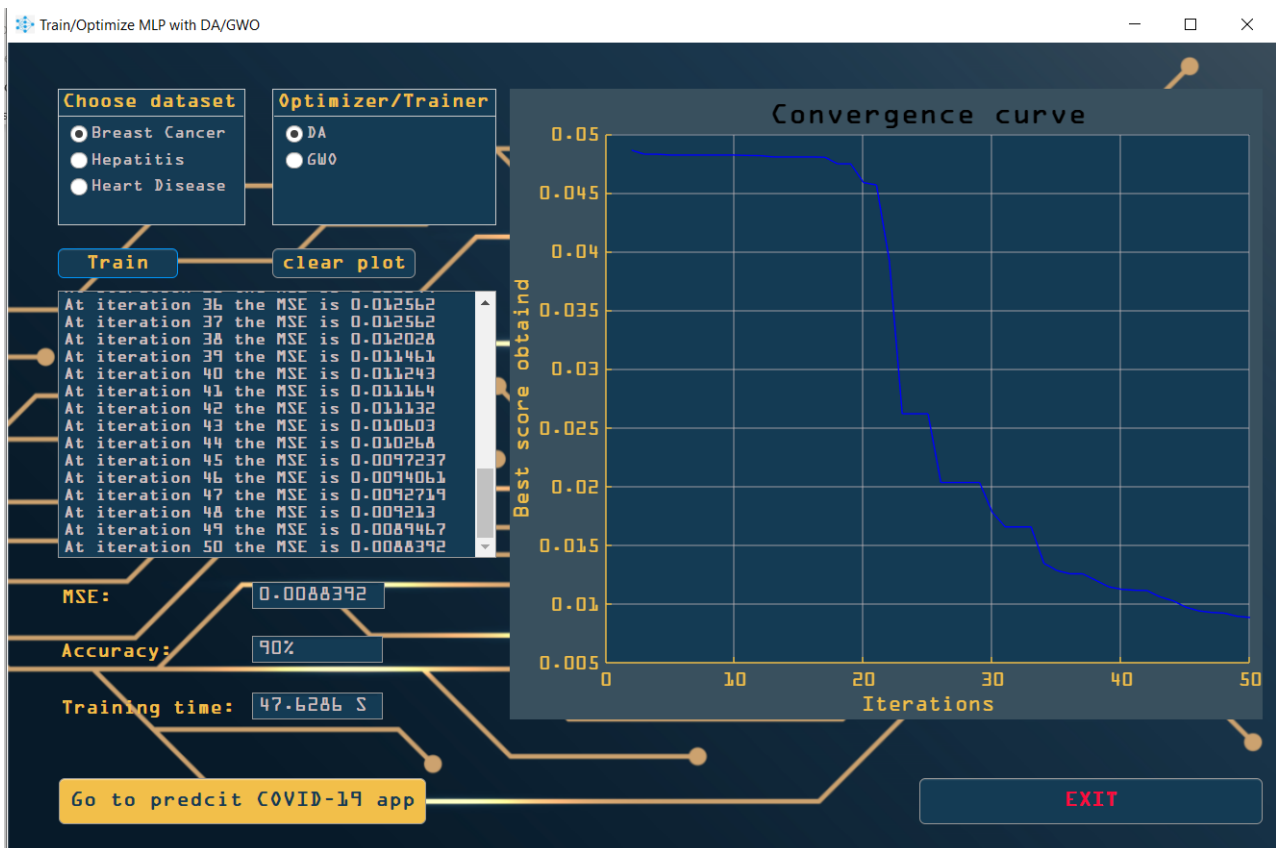 Train/Optimize MLP with DA/GWO
Choose dataset
Breast Cancer
Hepatitis
Heart Disease
Optimizer/Trainer
DA
GWO
Train
clear plot
At iteration 36 the MSE is 0.012562
At iteration 37 the MSE is 0.012562
At iteration 38 the MSE is 0.012028
At iteration 39 the MSE is 0.011461
At iteration 40 the MSE is 0.011243
At iteration 41 the MSE is 0.011164
At iteration 42 the MSE is 0.011132
At iteration 43 the MSE is 0.010603
At iteration 44 the MSE is 0.010268
At iteration 45 the MSE is 0.0097237
At iteration 46 the MSE is 0.0094061
At iteration 47 the MSE is 0.0092719
At iteration 48 the MSE is 0.009213
At iteration 49 the MSE is 0.0089467
At iteration 50 the MSE is 0.0088392
MSE: 0.0088392
Accuracy: 90%
Training time: 47.6286 S
Go to predcit COVID-19 app
Convergence curve
Best score obtaind
0.05
0.045
0.04
0.035
0.03
0.025
0.02
0.015
0.01
0.005
0 10 20 30 40 50
Iterations
EXIT